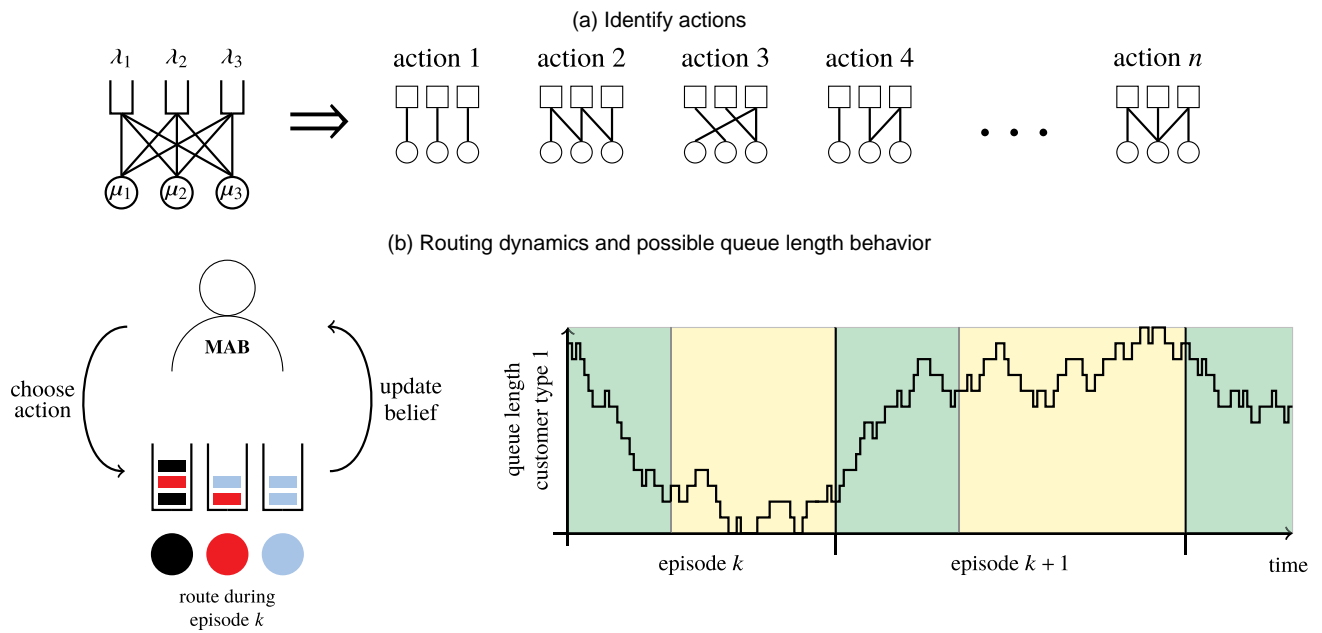 (a) Identify actions
λ1 λ2 λ3
action 1 action 2 action 3 action 4 action n
μ1 μ2 μ3
(b) Routing dynamics and possible queue length behavior
MAB
choose
action
update
belief
route during
episode k
queue length
customer type 1
episode k episode k + 1 time